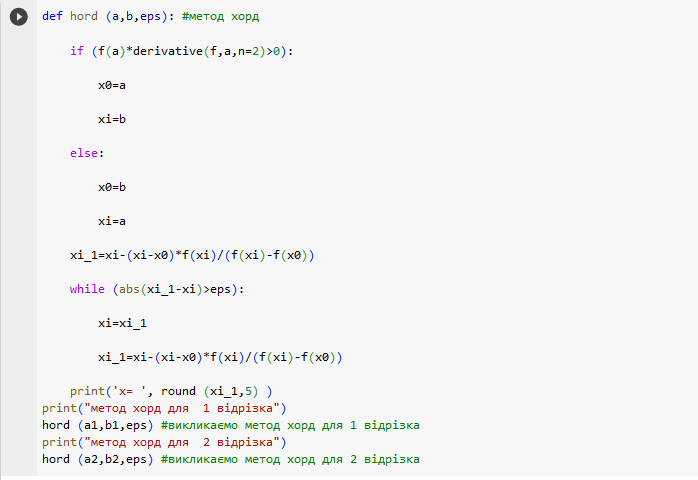 def hord (a,b,eps): #метод хорд
if (f(a)*derivative(f,a,n=2)>0):
x0=a
xi=b
else:
x0=b
xi=a
xi_1=xi-(xi-x0)*f(xi)/(f(xi)-f(x0))
while (abs(xi_1-xi)>eps):
xi=xi_1
xi_1=xi-(xi-x0)*f(xi)/(f(xi)-f(x0))
print('x= ', round (xi_1,5) )
print("метод хорд для  1 відрізка")
hord (a1,b1,eps) #викликаємо метод хорд для 1 відрізка
print("метод хорд для  2 відрізка")
hord (a2,b2,eps) #викликаємо метод хорд для 2 відрізка